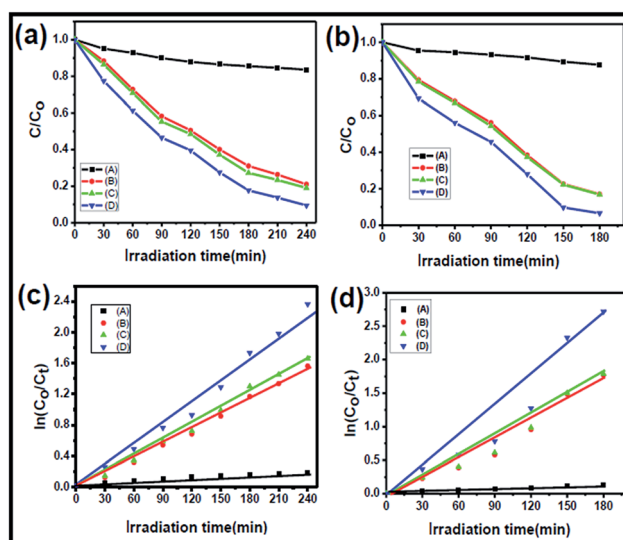 (a)
C/Co
1.0
0.8
0.6
0.4
0.2
0.0
(A)
(B)
(C)
(D)
0 30 60 90 120 150 180 210 240
Irradiation time(min)
(b)
C/Co
1.0
0.8
0.6
0.4
0.2
0.0
(A)
(B)
(C)
(D)
0 30 60 90 120 150 180
Irradiation time(min)
(c)
ln(Co/Ct)
2.4
2.0
1.6
1.2
0.8
0.4
0.0
(A)
(B)
(C)
(D)
0 30 60 90 120 150 180 210 240
Irradiation time(min)
(d)
ln(Co/Ct)
3.0
2.5
2.0
1.5
1.0
0.5
0.0
(A)
(B)
(C)
(D)
0 30 60 90 120 150 180
Irradiation time(min)